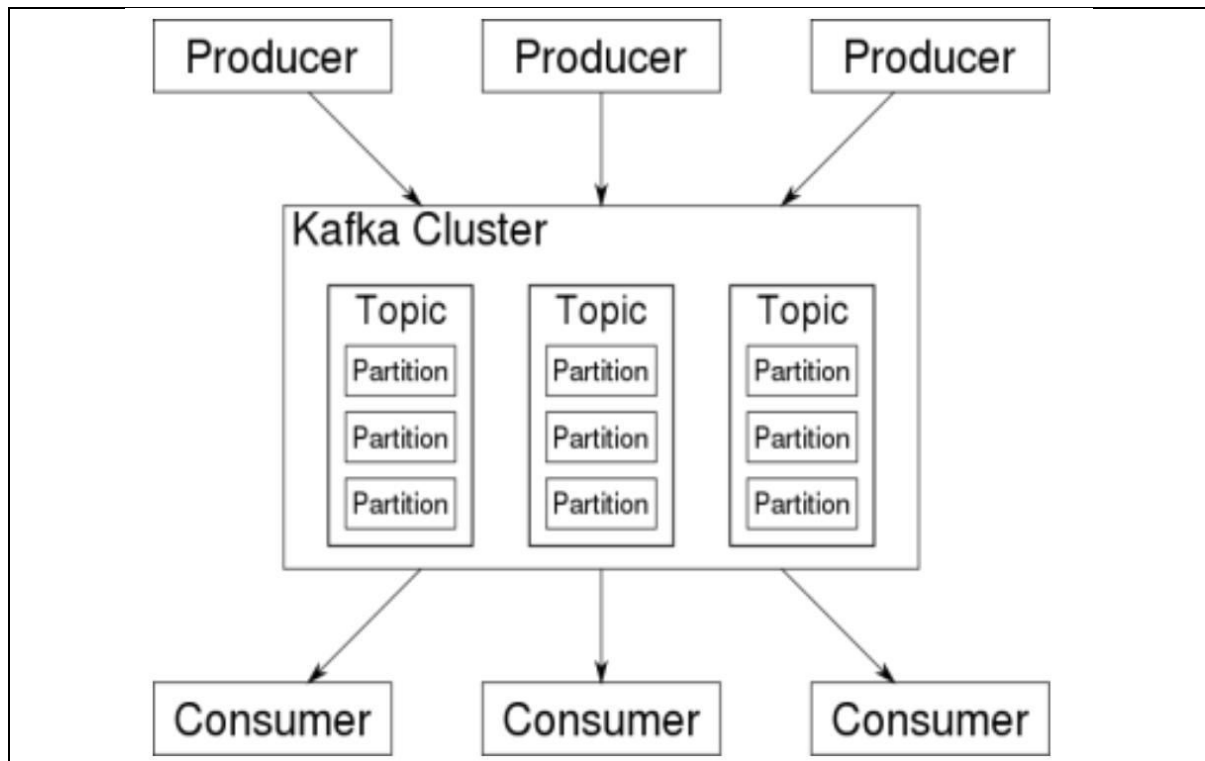 Producer Producer Producer
Kafka Cluster
Topic Topic Topic
Partition Partition Partition
Partition Partition Partition
Partition Partition Partition
Consumer Consumer Consumer